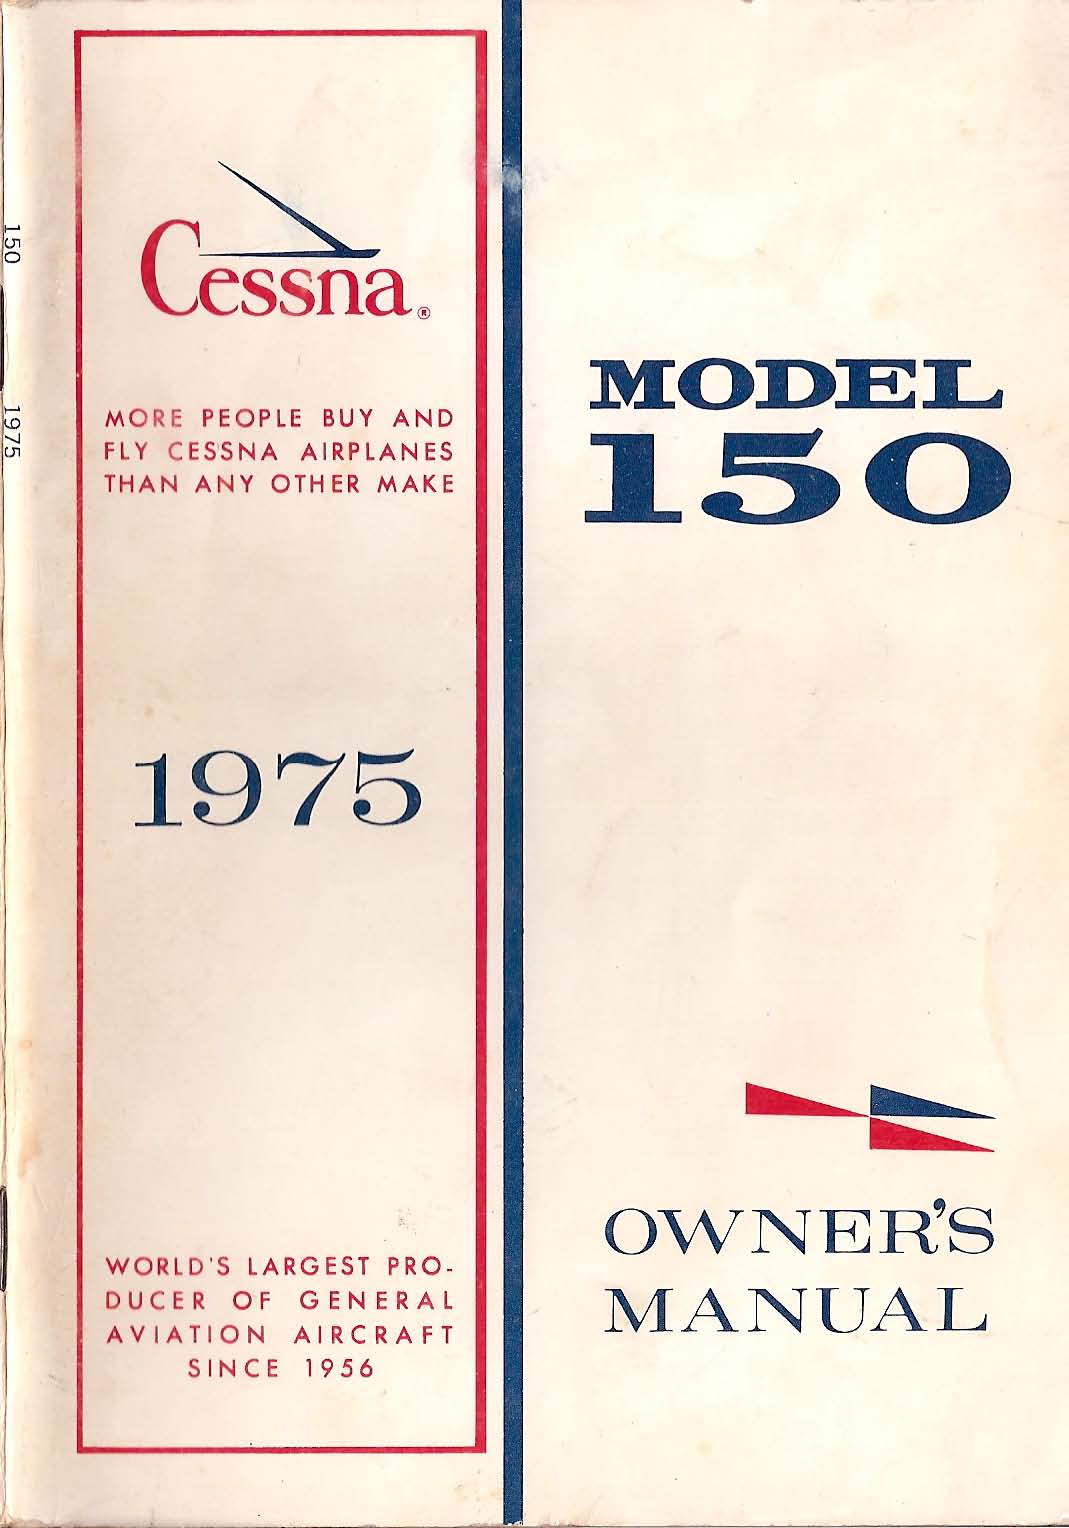 150 1975
Cessna®
MORE PEOPLE BUY AND
FLY CESSNA AIRPLANES
THAN ANY OTHER MAKE
1975
WORLD'S LARGEST PRO-
DUCER OF GENERAL
AVIATION AIRCRAFT
SINCE 1956
MODEL
150
OWNER'S
MANUAL